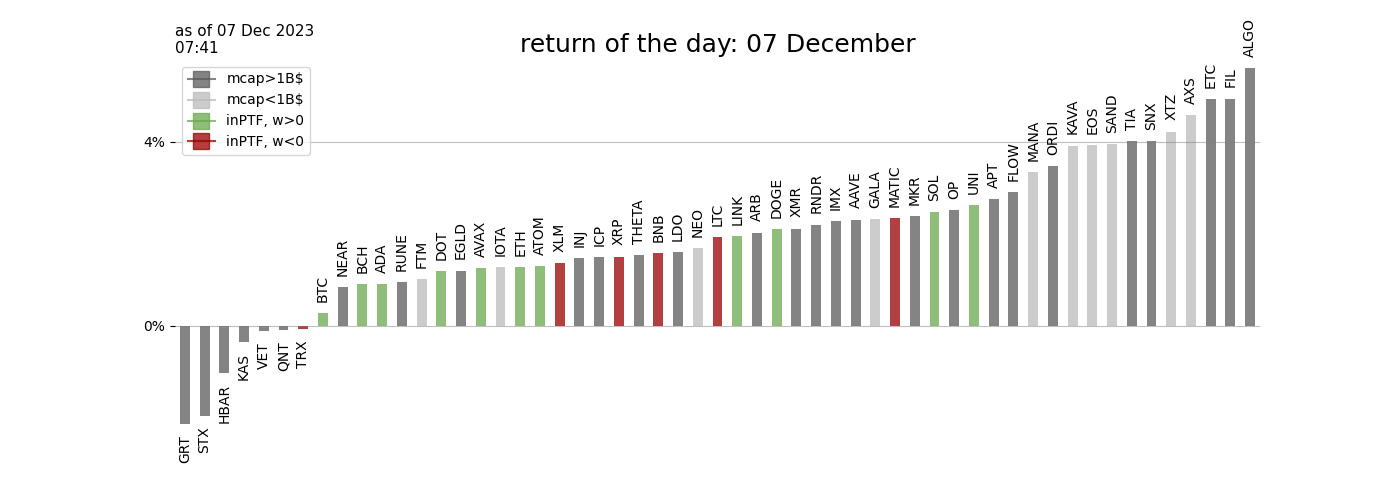 as of 07 Dec 2023
07:41
return of the day: 07 December
mcap>1B$
mcap<1B$
inPTF, w>0
inPTF, w<0
4%
0%
GRT
STX
HBAR
KAS
VET
QNT
TRX
BTC
NEAR
BCH
ADA
RUNE
FTM
DOT
EGLD
AVAX
IOTA
ETH
ATOM
XLM
INJ
ICP
XRP
THETA
BNB
LDO
NEO
LTC
LINK
ARB
DOGE
XMR
RNDR
IMX
AAVE
GALA
MATIC
MKR
SOL
OP
UNI
APT
FLOW
MANA
ORDI
KAVA
EOS
SAND
TIA
SNX
XTZ
AXS
ETC
FIL
ALGO